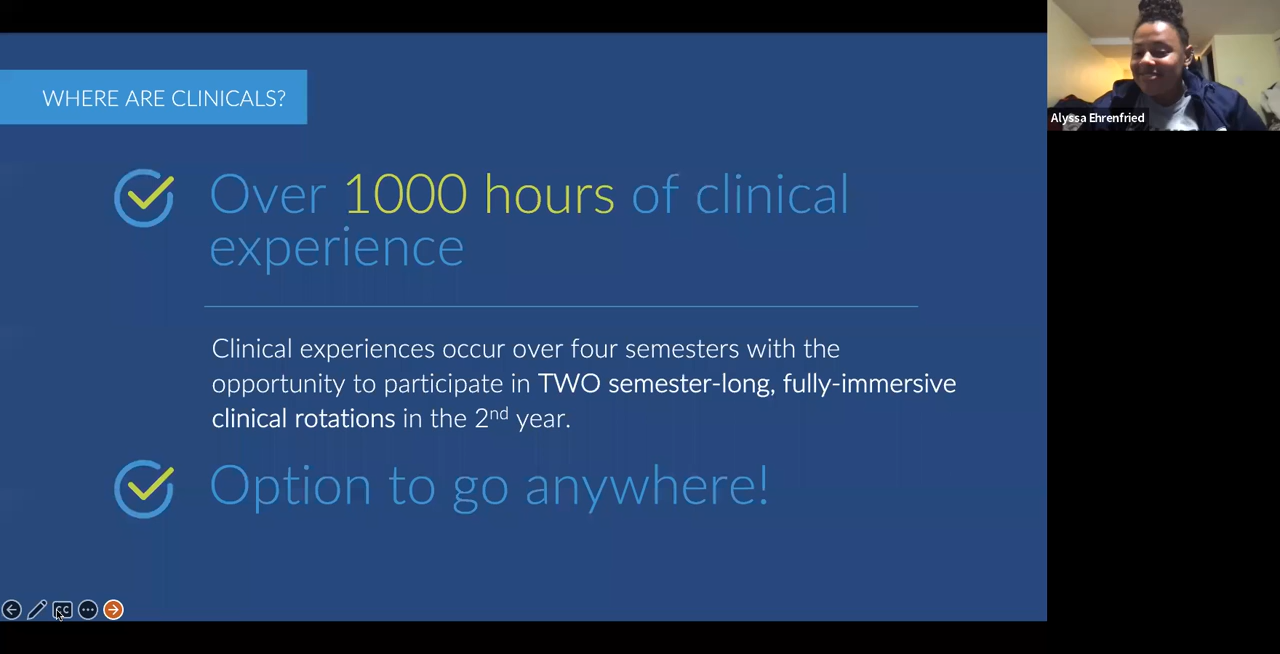 WHERE ARE CLINICALS?
Over 1000 hours of clinical
experience
Clinical experiences occur over four semesters with the
opportunity to participate in TWO semester-long, fully-immersive
clinical rotations in the 2nd year.
Option to go anywhere!
CC
Alyssa Ehrenfried